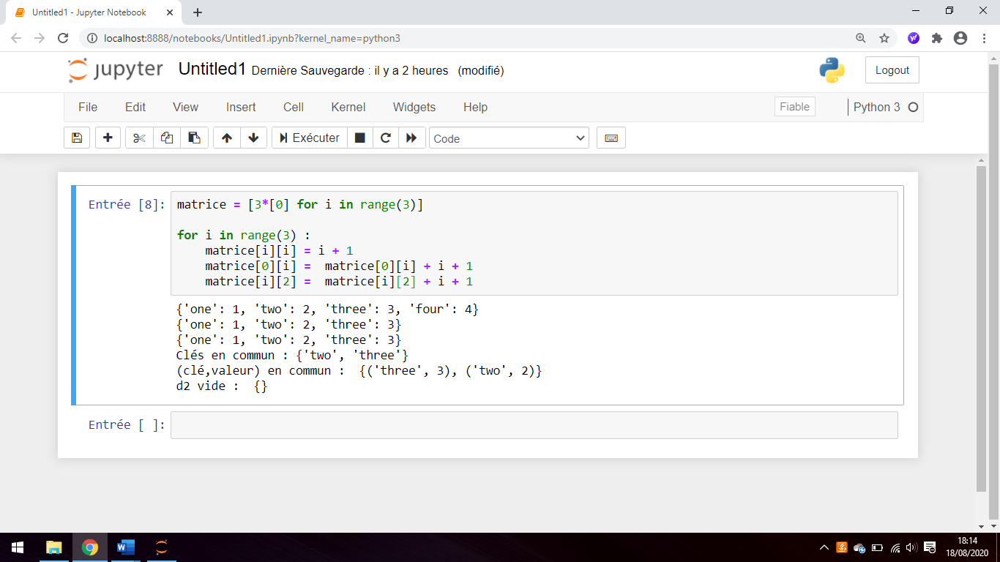 Untitled1 - Jupyter Notebook
localhost:8888/notebooks/Untitled1.ipynb?kernel_name=python3
jupyter Untitled1 Dernière Sauvegarde : il y a 2 heures (modifié) Logout
File Edit View Insert Cell Kernel Widgets Help Fiable Python 3
Exécuter Code
Entrée [8]: matrice = [3*[0] for i in range(3)]
for i in range(3) :
    matrice[i][i] = i + 1
    matrice[0][i] =  matrice[0][i] + i + 1
    matrice[i][2] =  matrice[i][2] + i + 1
{'one': 1, 'two': 2, 'three': 3, 'four': 4}
{'one': 1, 'two': 2, 'three': 3}
{'one': 1, 'two': 2, 'three': 3}
Clés en commun : {'two', 'three'}
(clé,valeur) en commun :  {('three', 3), ('two', 2)}
d2 vide :  {}
Entrée [ ]:
18:14
18/08/2020